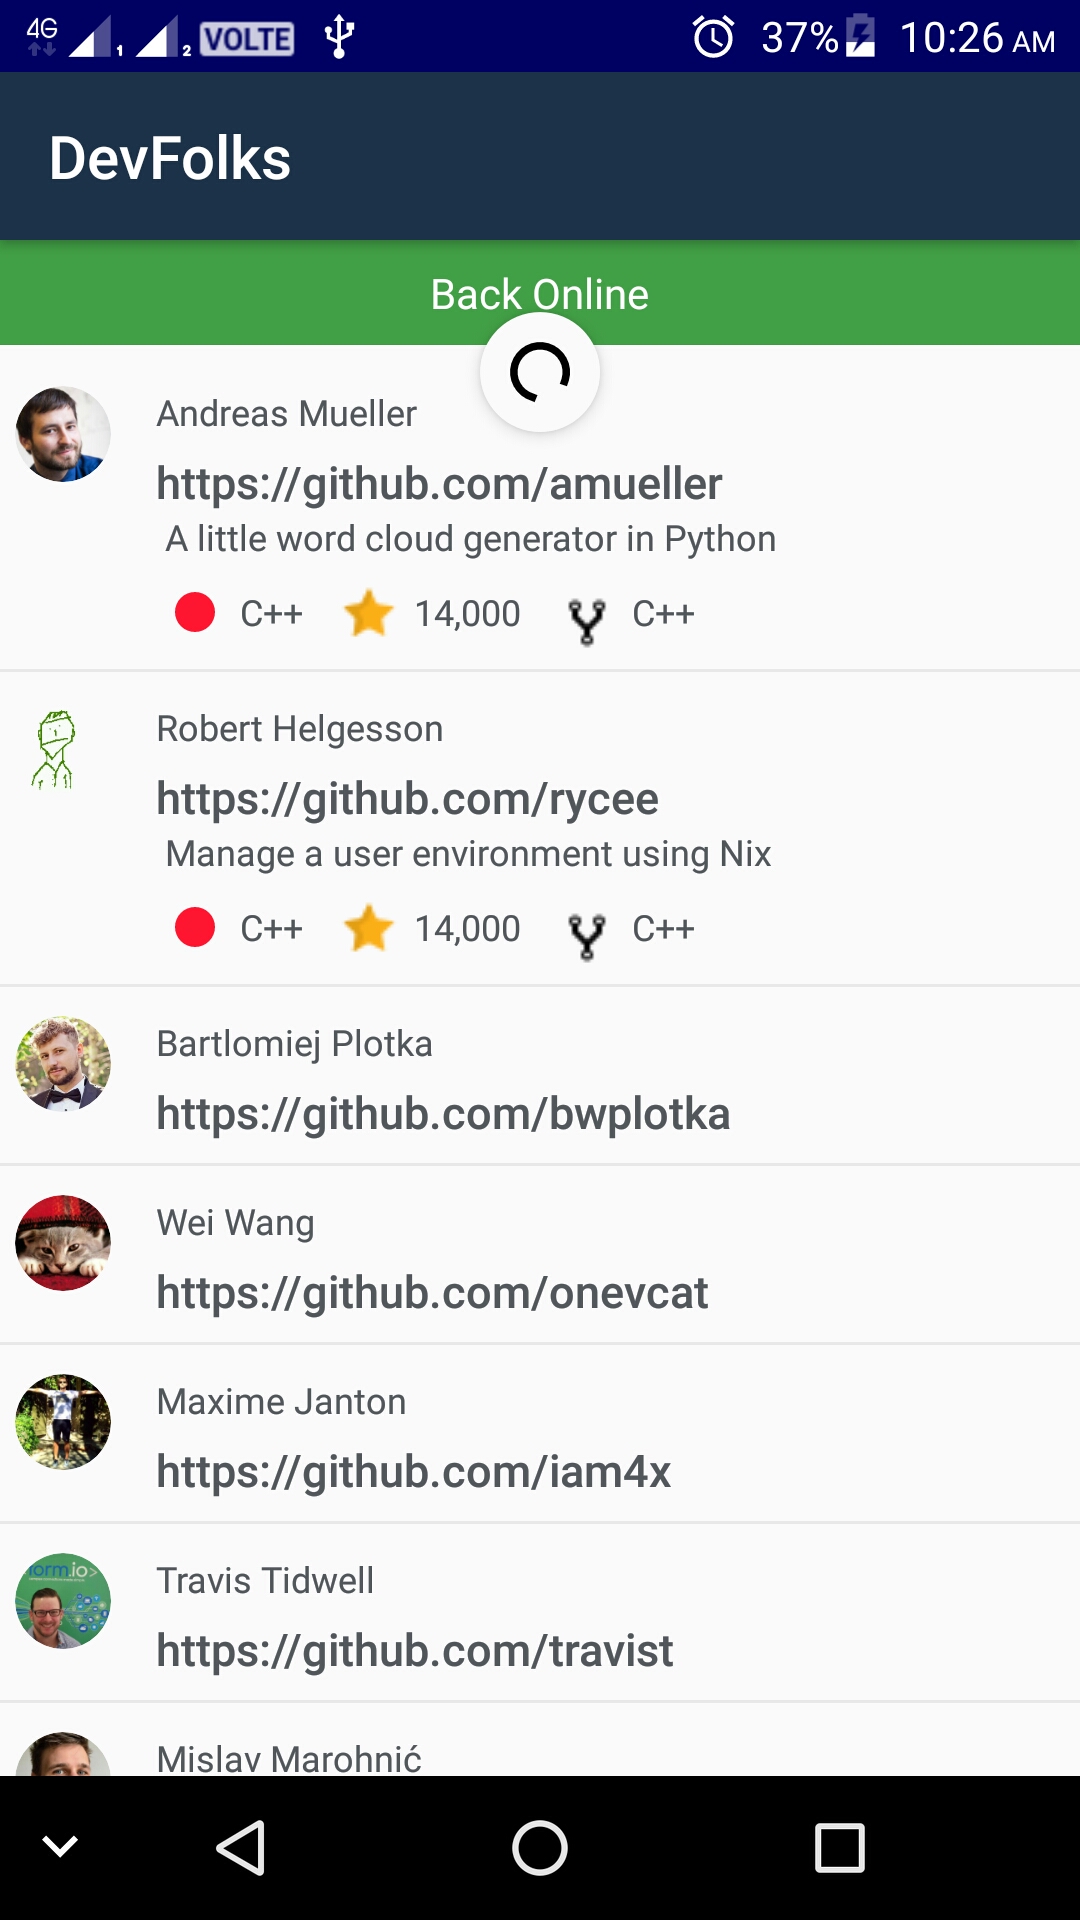 4G 1 2 VOLTE 37% 10:26 AM
DevFolks
Back Online
Andreas Mueller
https://github.com/amueller
A little word cloud generator in Python
C++ 14,000 C++
Robert Helgesson
https://github.com/rycee
Manage a user environment using Nix
C++ 14,000 C++
Bartlomiej Plotka
https://github.com/bwplotka
Wei Wang
https://github.com/onevcat
Maxime Janton
https://github.com/iam4x
form.io>
Travis Tidwell
https://github.com/travist
Mislav Marohnić